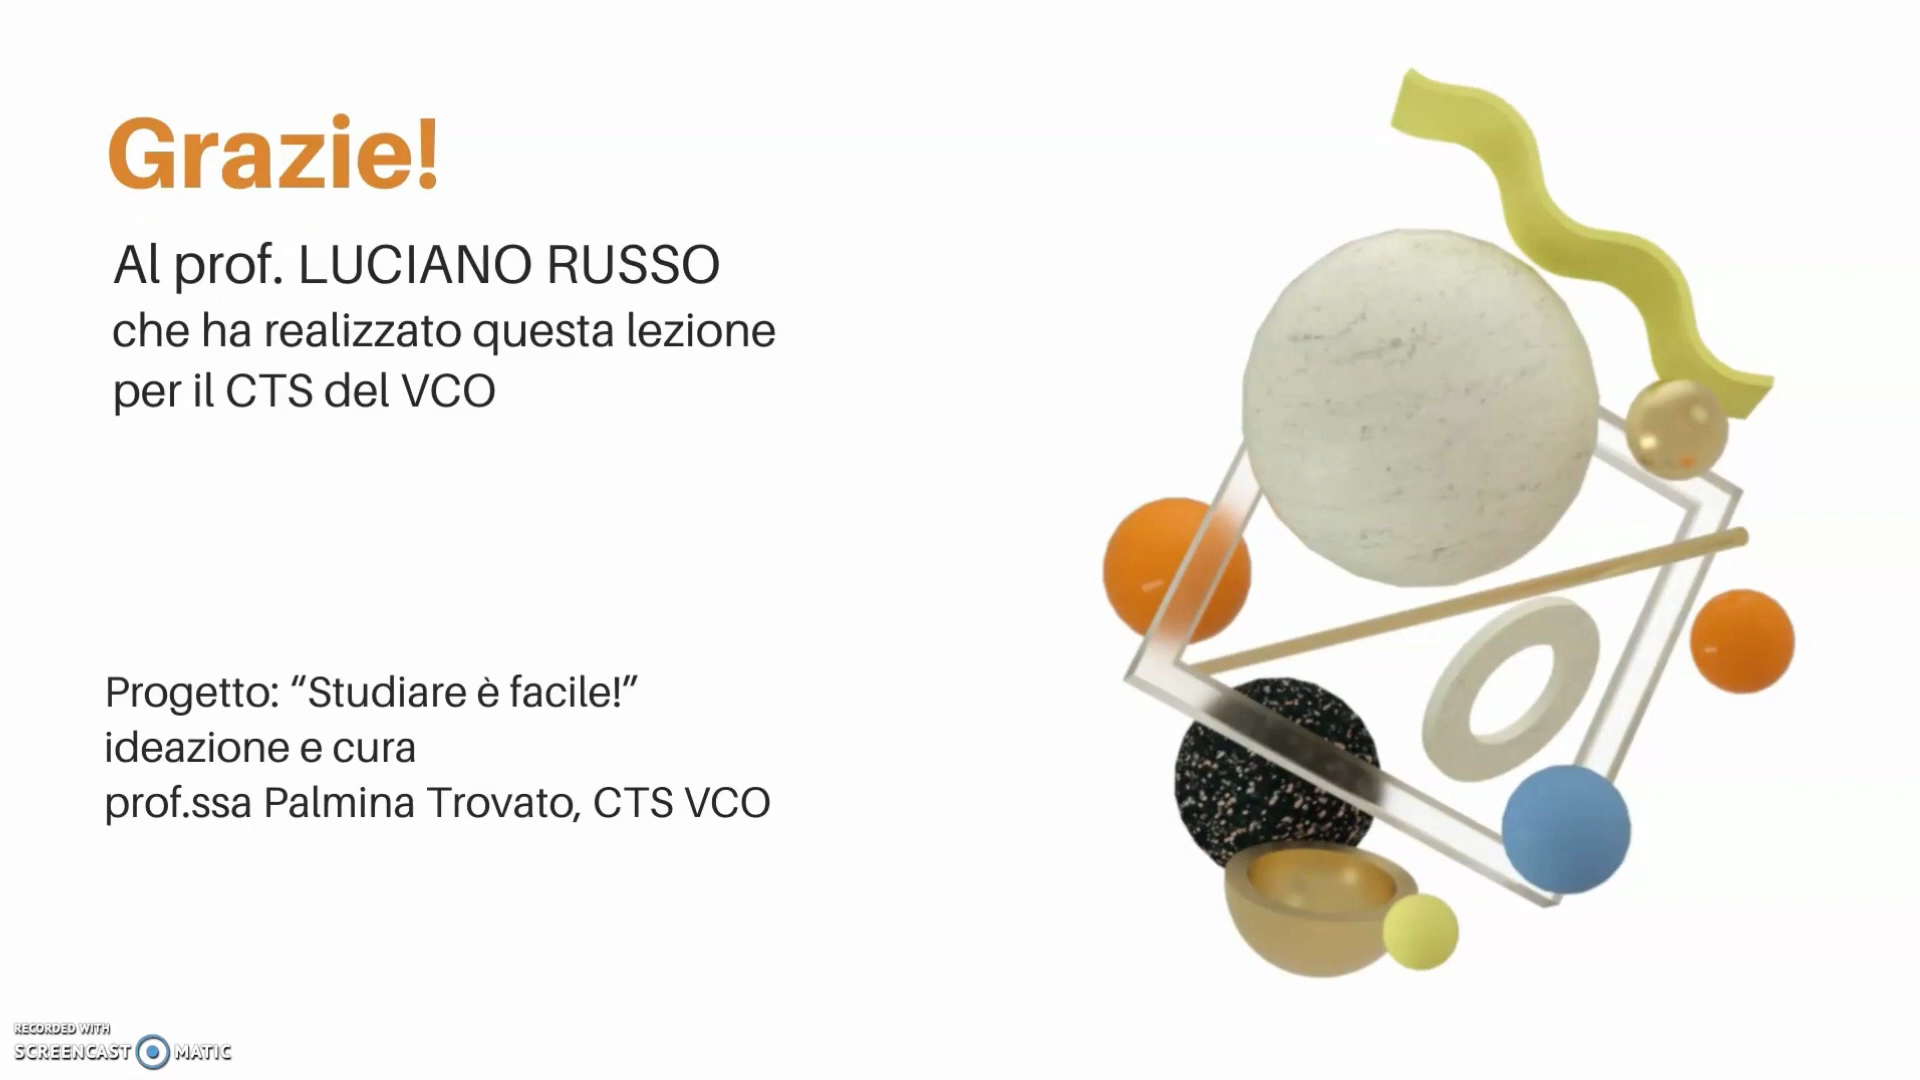 Grazie!
Al prof. LUCIANO RUSSO
che ha realizzato questa lezione
per il CTS del VCO
Progetto: “Studiare è facile!”
ideazione e cura
prof.ssa Palmina Trovato, CTS VCO
RECORDED WITH
SCREENCAST MATIC